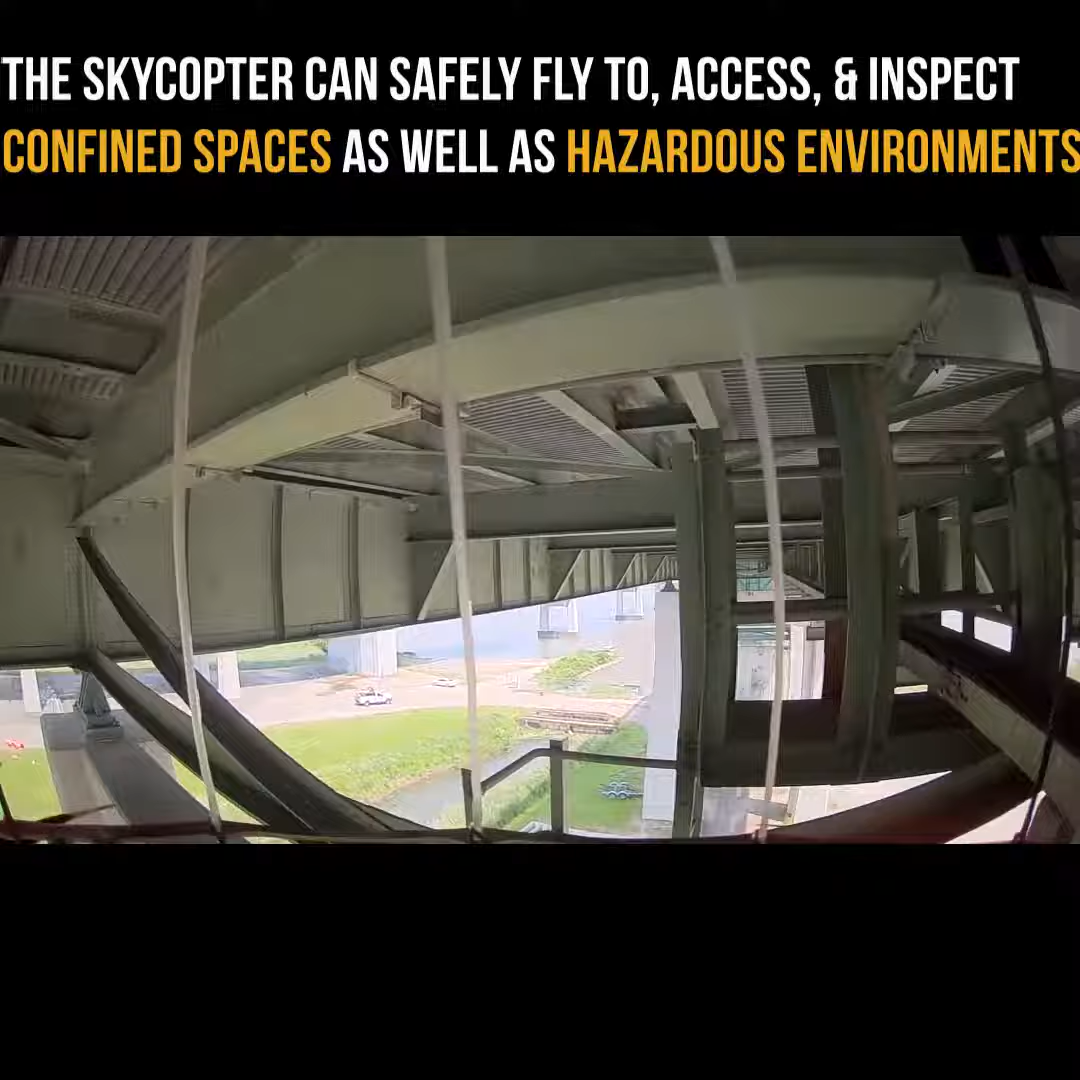 THE SKYCOPTER CAN SAFELY FLY TO, ACCESS, & INSPECT
CONFINED SPACES AS WELL AS HAZARDOUS ENVIRONMENTS